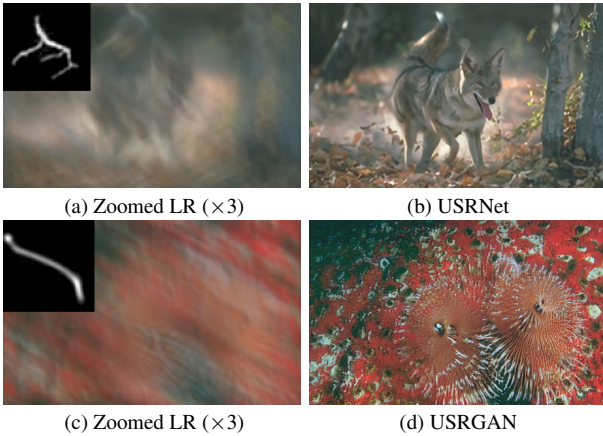 (a) Zoomed LR (×3)
(b) USRNet
(c) Zoomed LR (×3)
(d) USRGAN